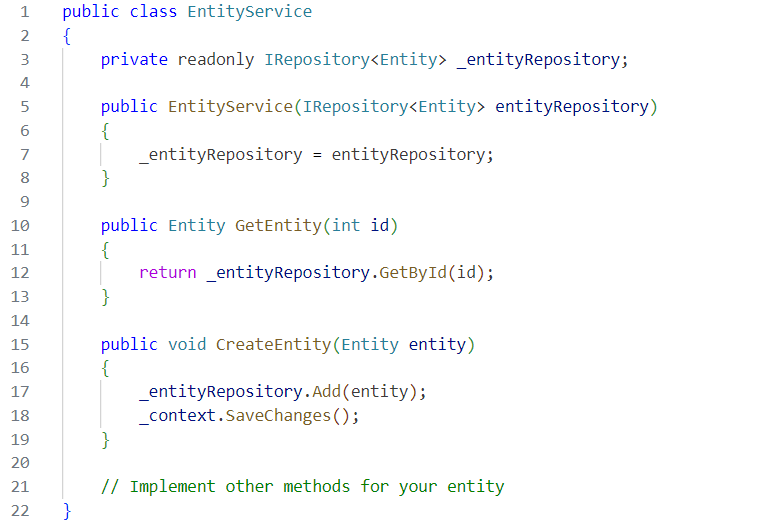 1 public class EntityService
2 {
3     private readonly IRepository<Entity> _entityRepository;
4
5     public EntityService(IRepository<Entity> entityRepository)
6     {
7         _entityRepository = entityRepository;
8     }
9
10     public Entity GetEntity(int id)
11     {
12         return _entityRepository.GetById(id);
13     }
14
15     public void CreateEntity(Entity entity)
16     {
17         _entityRepository.Add(entity);
18         _context.SaveChanges();
19     }
20
21     // Implement other methods for your entity
22 }